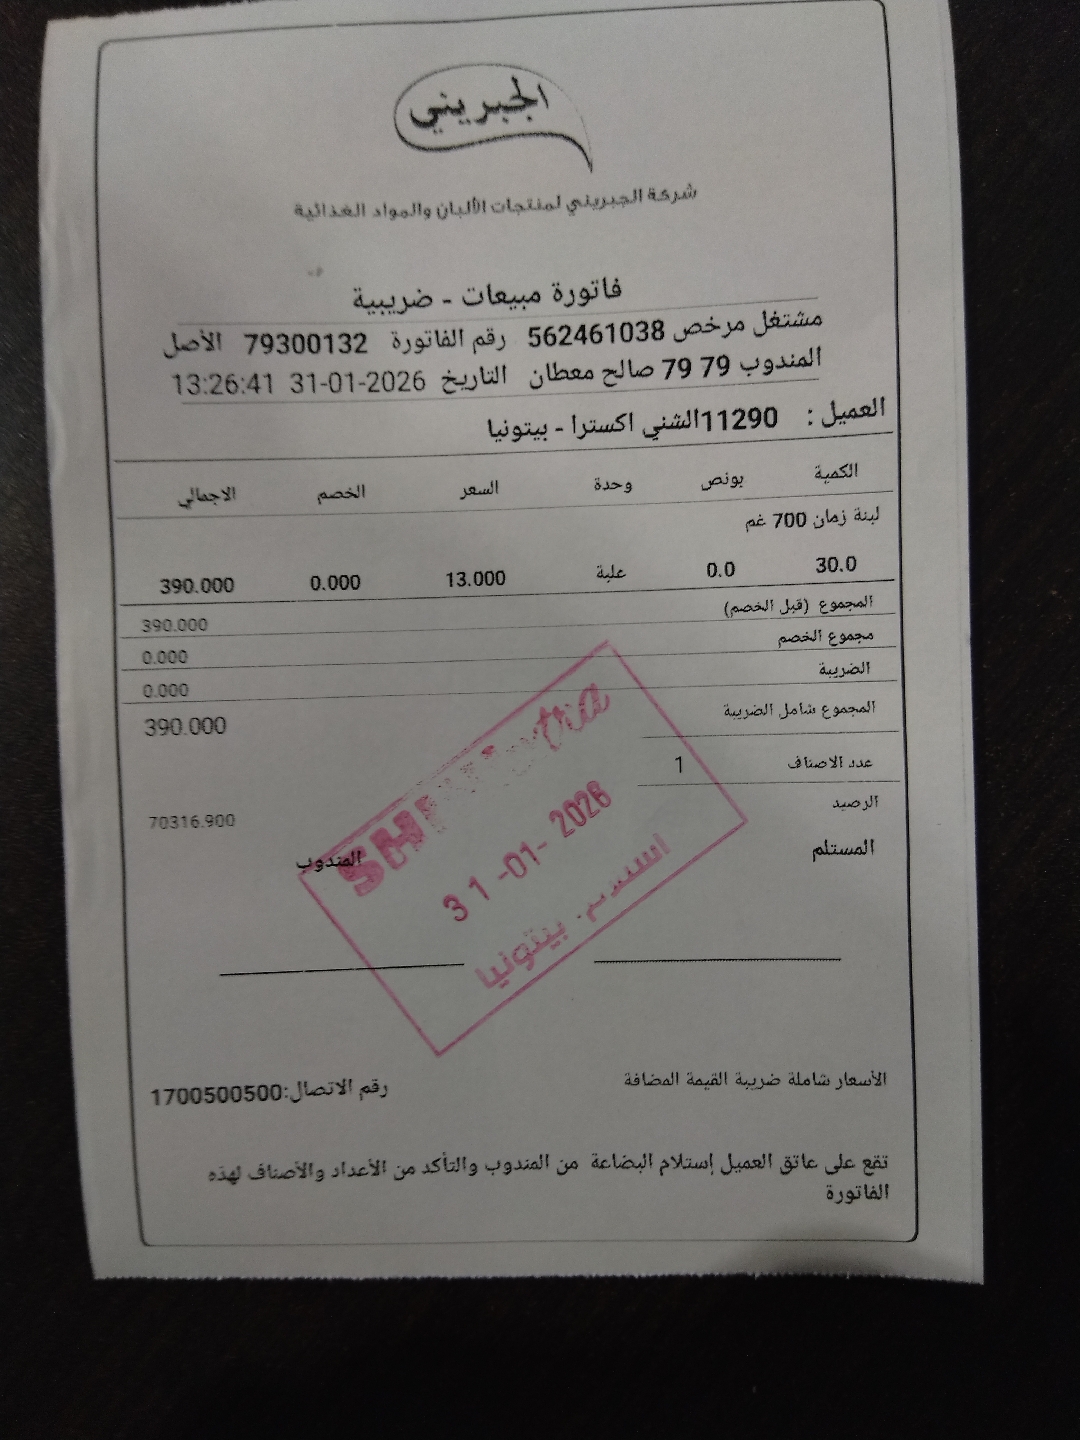 الجبريني
شركة الجبريني لمنتجات الألبان والمواد الغذائية
فاتورة مبيعات - ضريبية
مشتغل مرخص 562461038 رقم الفاتورة 79300132 الأصل
المندوب 79 79 صالح معطان التاريخ 31-01-2026 13:26:41
العميل : 11290الشني اكسترا - بيتونيا
الكمية بونص وحدة السعر الخصم الاجمالي
لبنة زمان 700 غم
30.0 0.0 علبة 13.000 0.000 390.000
المجموع (قبل الخصم) 390.000
مجموع الخصم 0.000
الضريبة 0.000
المجموع شامل الضريبة 390.000
عدد الاصناف 1
الرصيد 70316.900
المستلم المندوب
31-01-2026
بيتونيا
الأسعار شاملة ضريبة القيمة المضافة رقم الاتصال:1700500500
تقع على عاتق العميل إستلام البضاعة من المندوب والتأكد من الأعداد والأصناف لهذه
الفاتورة